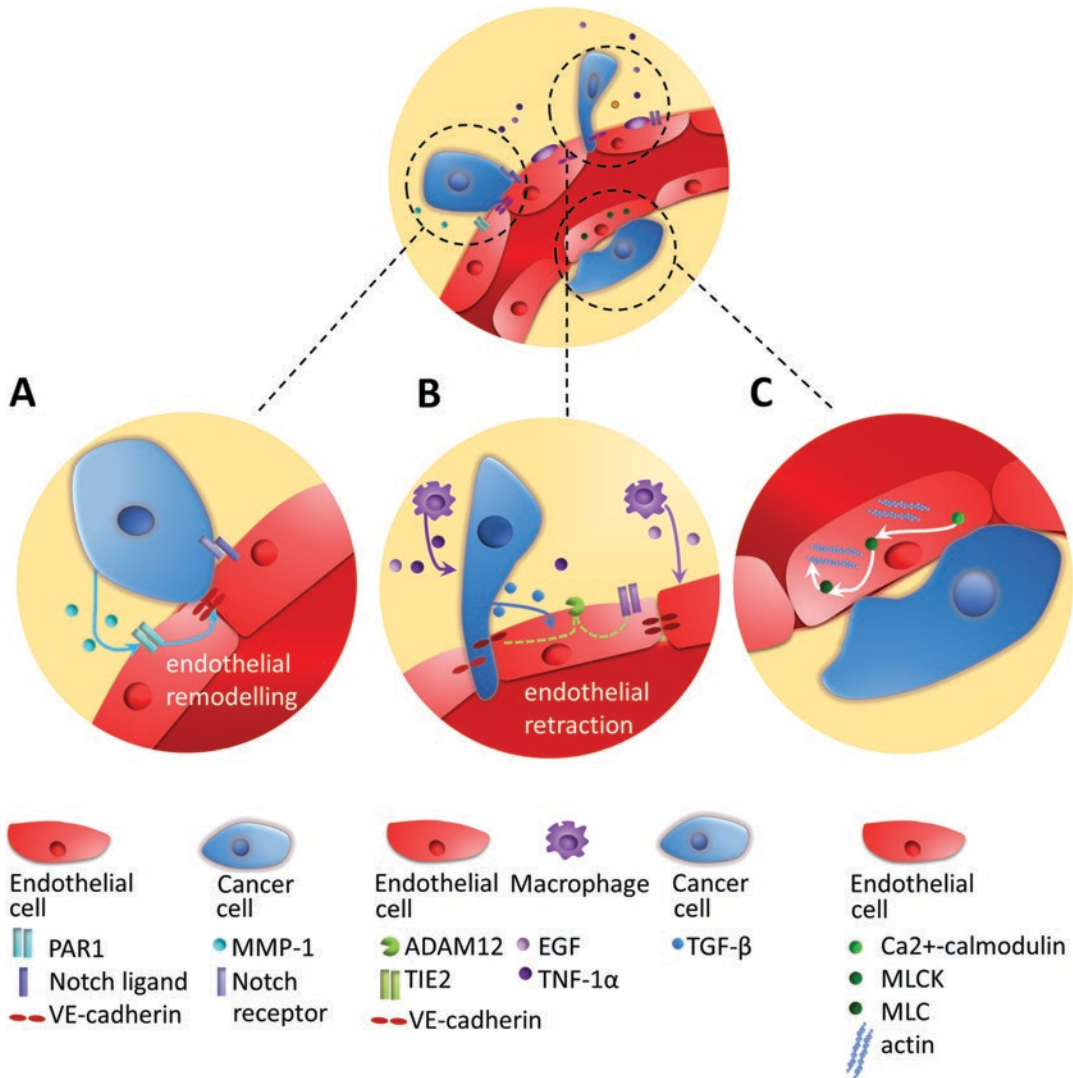 A
B
C
endothelial
remodelling
endothelial
retraction
Endothelial
cell
PAR1
Notch ligand
VE-cadherin
Cancer
cell
MMP-1
Notch
receptor
Endothelial
cell
ADAM12
TIE2
VE-cadherin
Macrophage
EGF
TNF-1α
Cancer
cell
TGF-β
Endothelial
cell
Ca2+-calmodulin
MLCK
MLC
actin